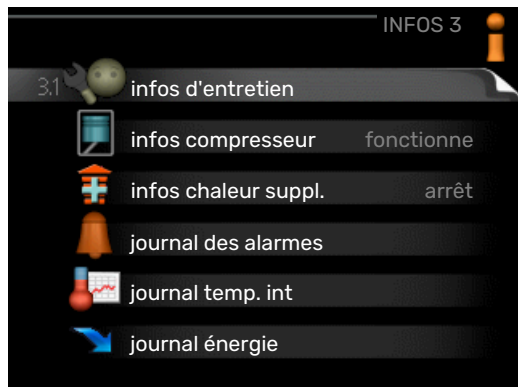 INFOS 3
3.1 infos d'entretien
infos compresseur fonctionne
infos chaleur suppl. arrêt
journal des alarmes
journal temp. int
journal énergie